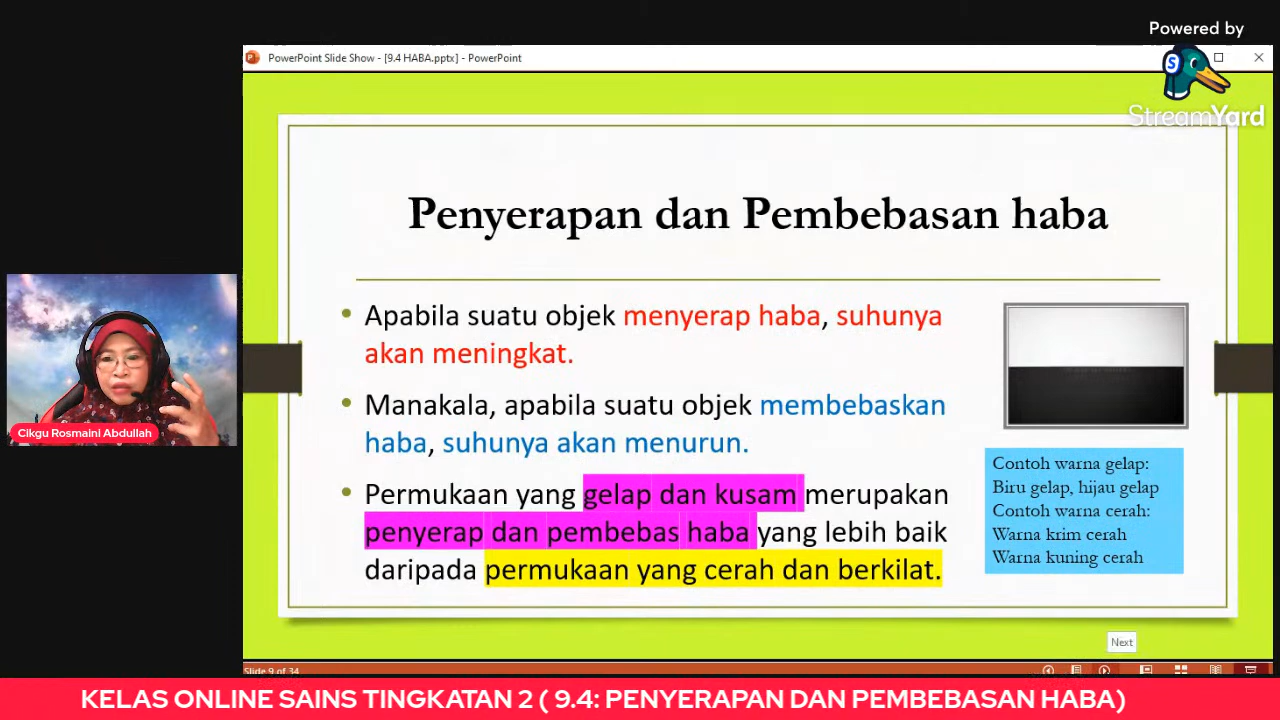 Powered by
PowerPoint Slide Show - [9.4 HABA.pptx] - PowerPoint
S
StreamYard
Penyerapan dan Pembebasan haba
• Apabila suatu objek menyerap haba, suhunya
akan meningkat.
• Manakala, apabila suatu objek membebaskan
haba, suhunya akan menurun.
• Permukaan yang gelap dan kusam merupakan
penyerap dan pembebas haba yang lebih baik
daripada permukaan yang cerah dan berkilat.
Contoh warna gelap:
Biru gelap, hijau gelap
Contoh warna cerah:
Warna krim cerah
Warna kuning cerah
Cikgu Rosmaini Abdullah
Next
Slide 9 of 34
KELAS ONLINE SAINS TINGKATAN 2 ( 9.4: PENYERAPAN DAN PEMBEBASAN HABA)